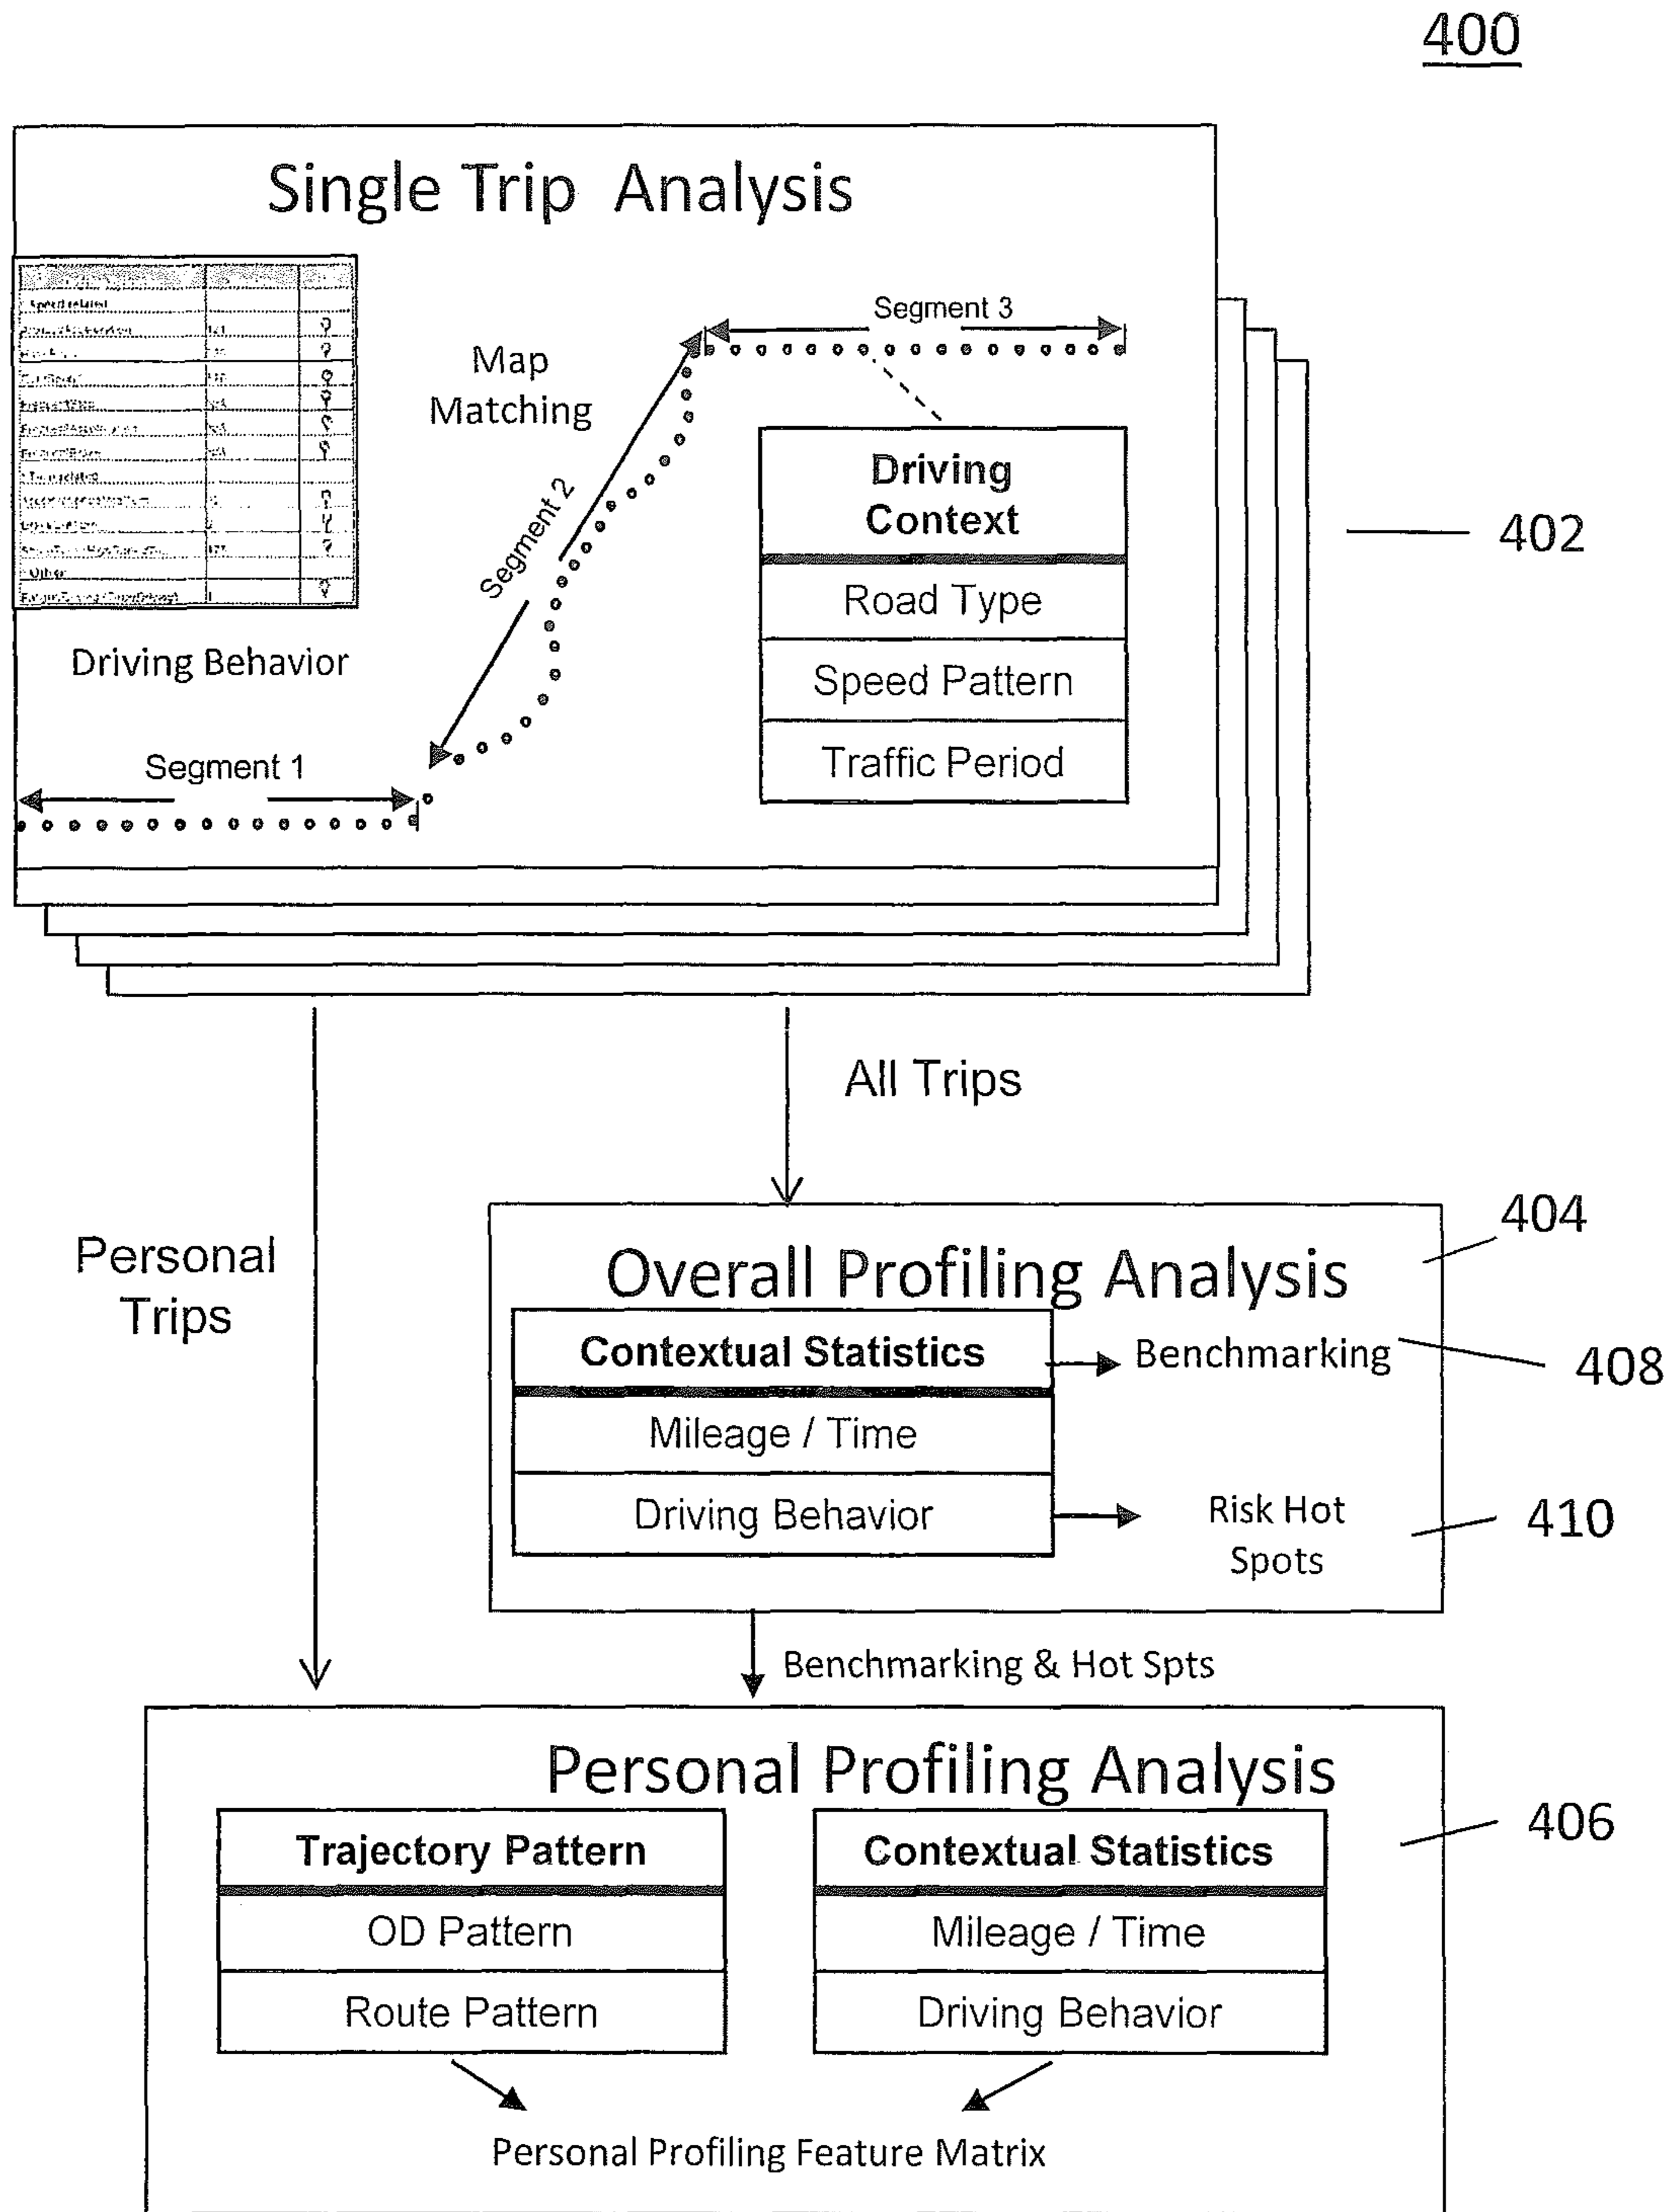 400
Single Trip Analysis
Speed related
Other
Driving Behavior
Map
Matching
Segment 1
Segment 2
Segment 3
Driving
Context
Road Type
Speed Pattern
Traffic Period
402
Personal
Trips
All Trips
404
Overall Profiling Analysis
Contextual Statistics
Mileage / Time
Driving Behavior
Benchmarking
408
Risk Hot
Spots
410
Benchmarking & Hot Spts
Personal Profiling Analysis
406
Trajectory Pattern
OD Pattern
Route Pattern
Contextual Statistics
Mileage / Time
Driving Behavior
Personal Profiling Feature Matrix